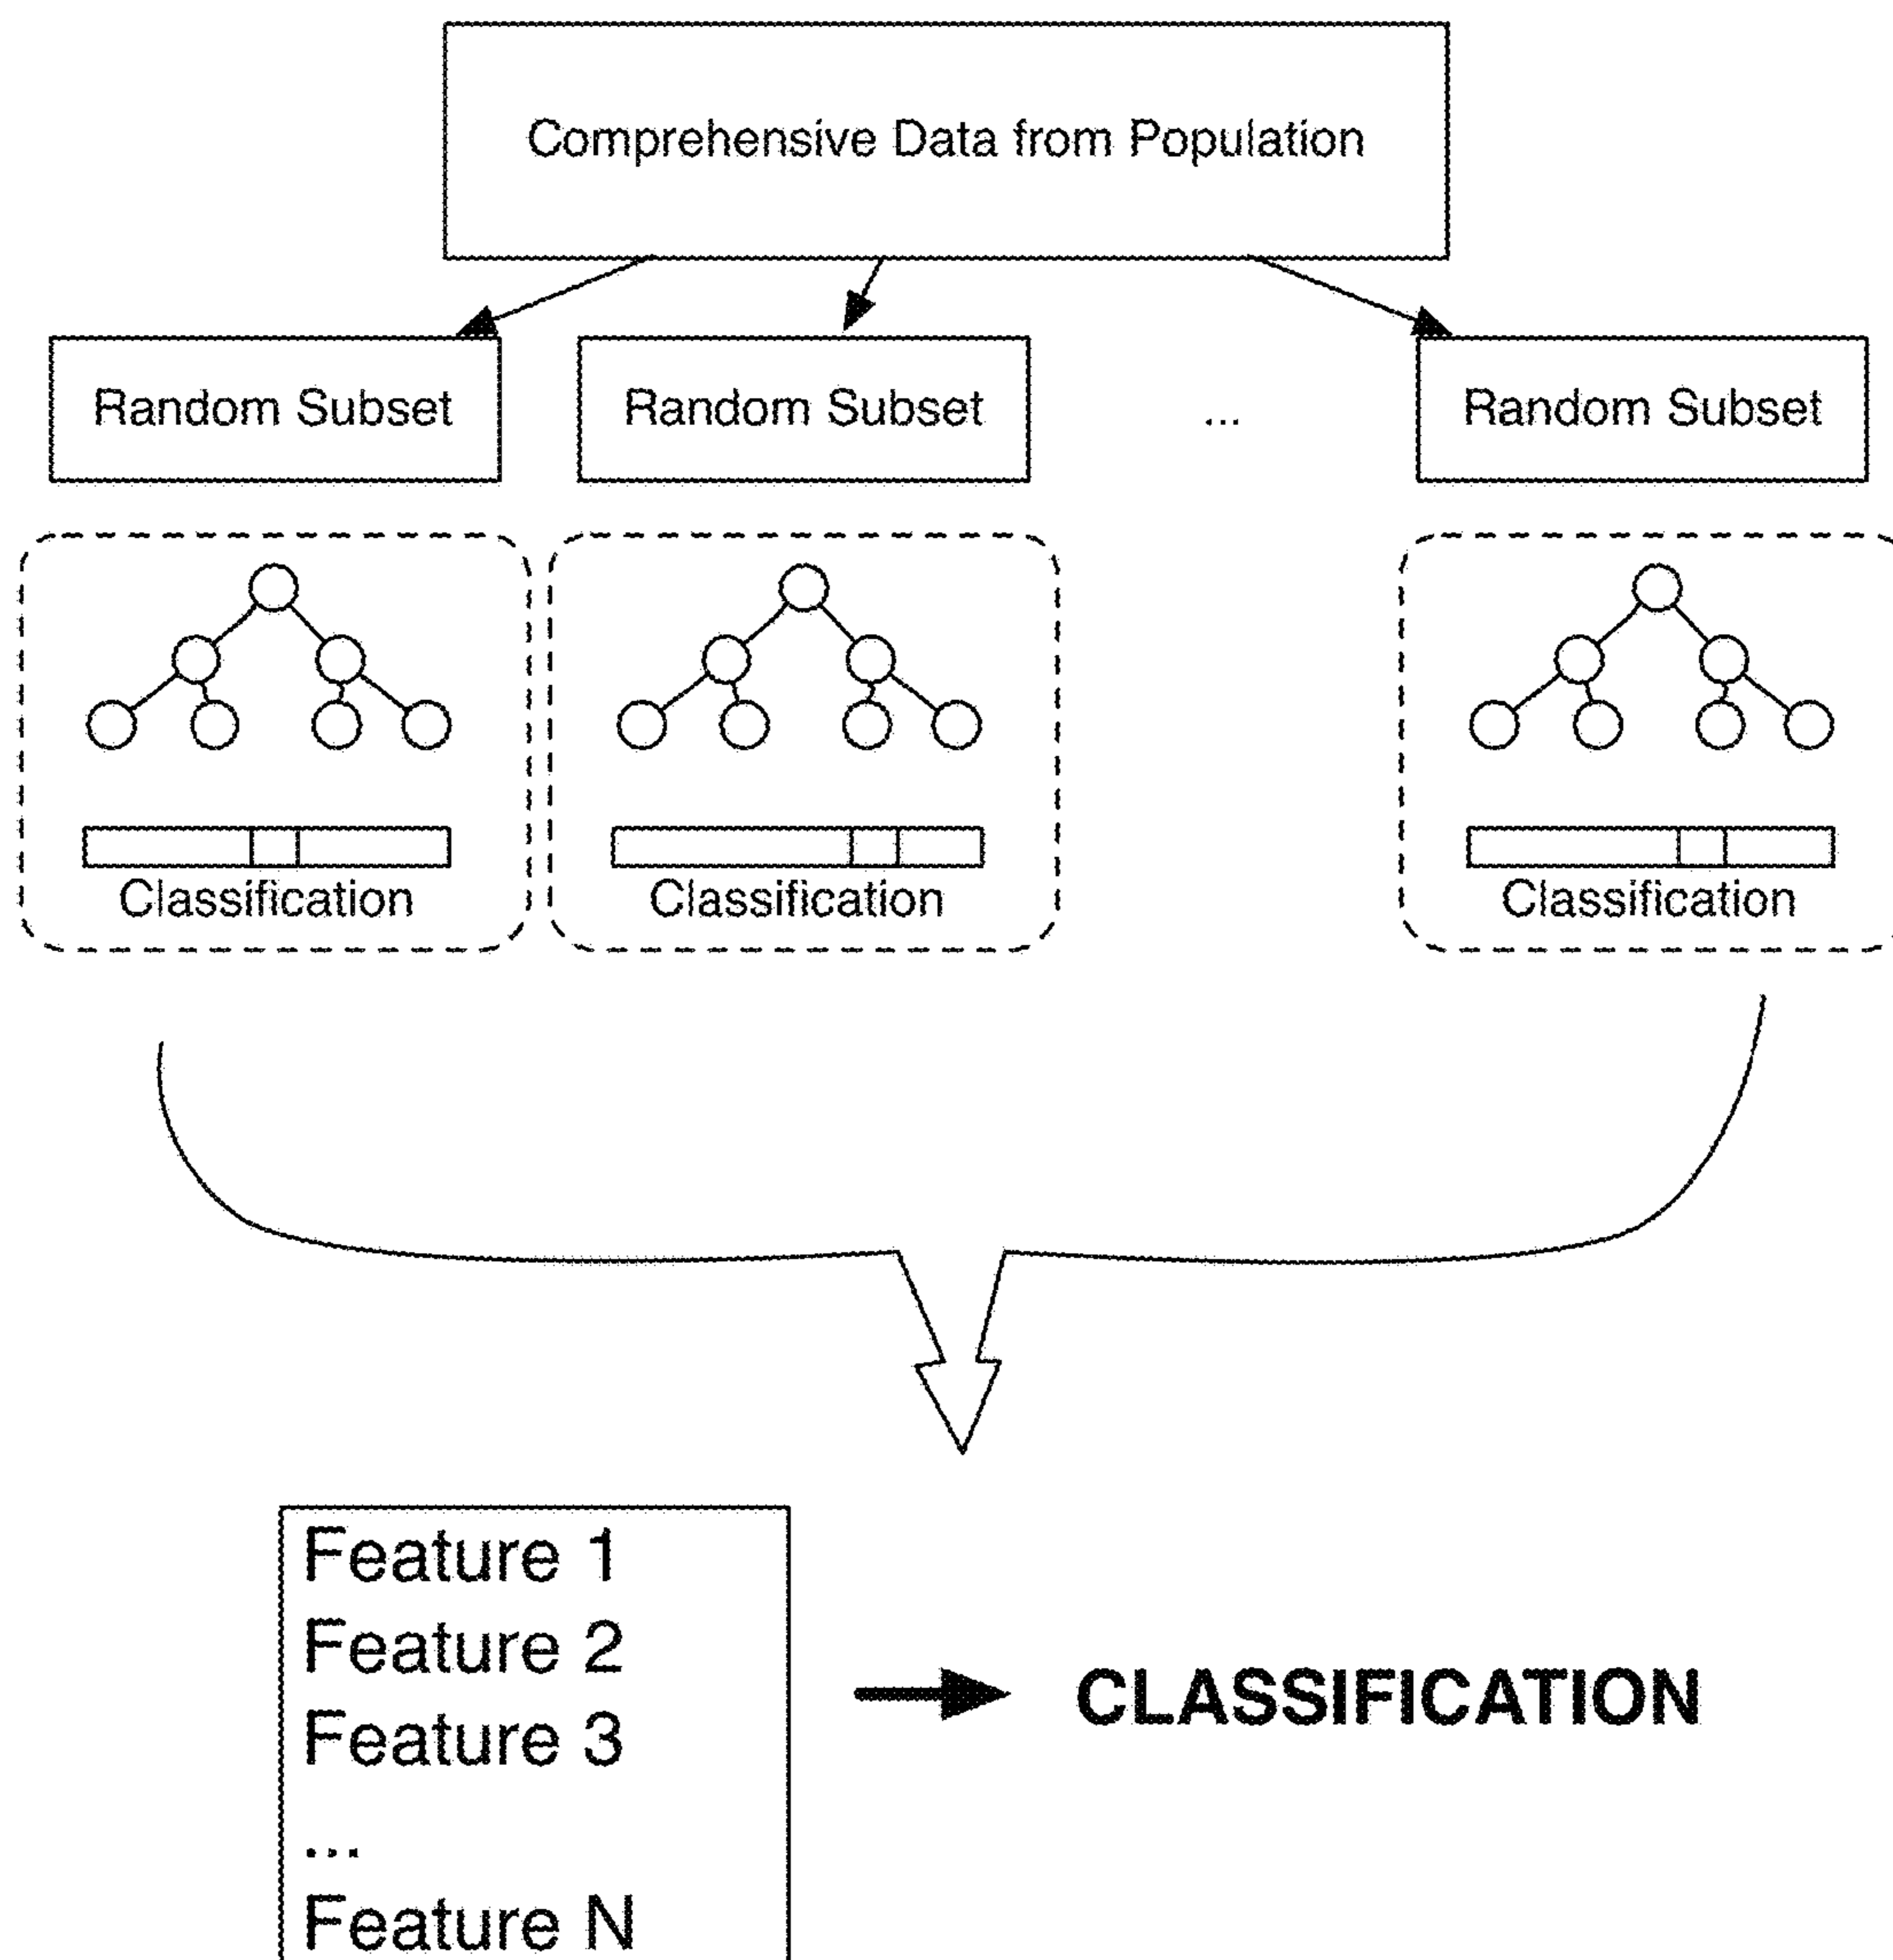 Comprehensive Data from Population
Random Subset
Random Subset
...
Random Subset
Classification
Classification
Classification
Feature 1
Feature 2
Feature 3
...
Feature N
CLASSIFICATION